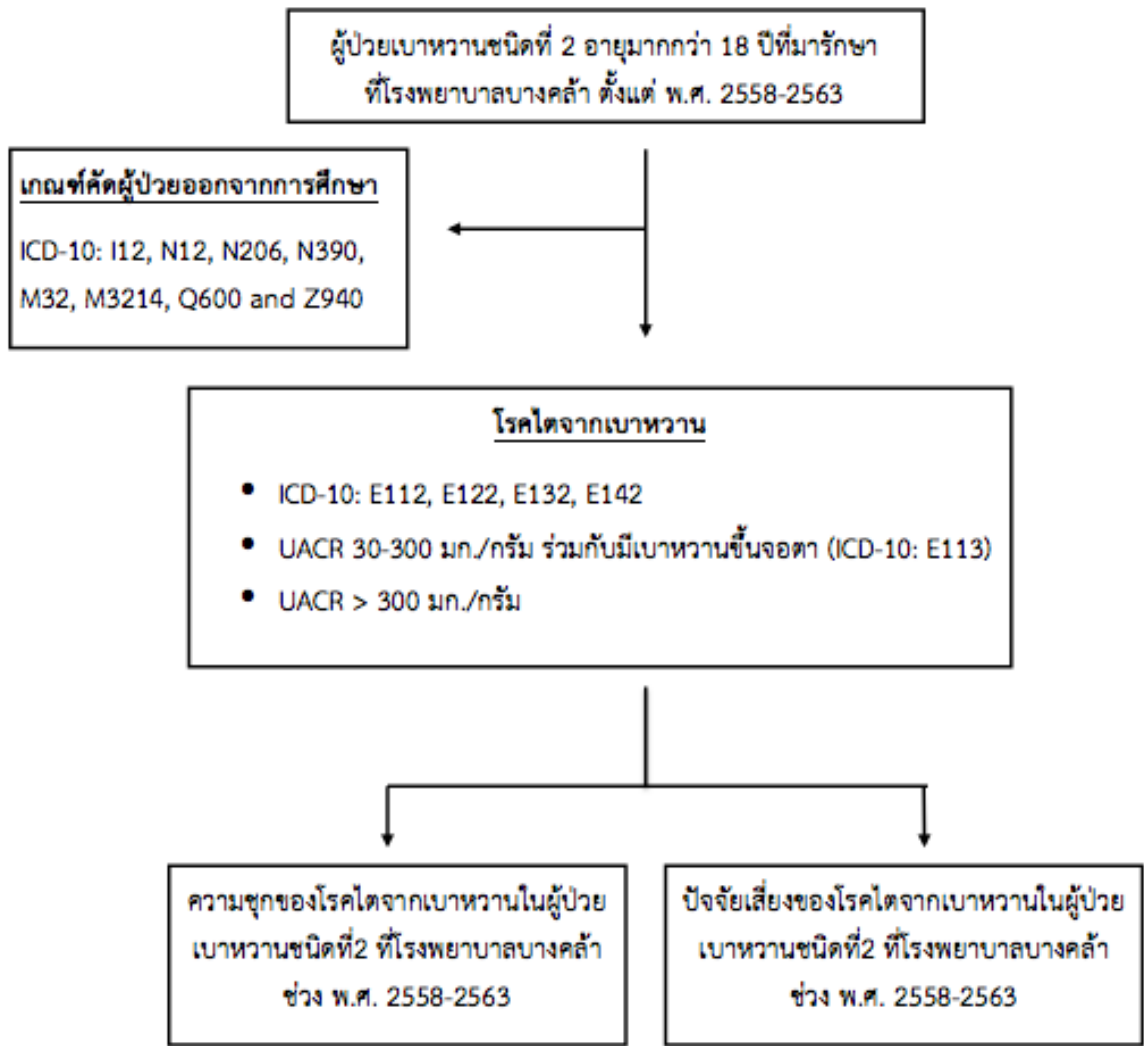 ผู้ป่วยเบาหวานชนิดที่ 2 อายุมากกว่า 18 ปีที่มารักษา
ที่โรงพยาบาลบางคล้า ตั้งแต่ พ.ศ. 2558-2563
เกณฑ์คัดผู้ป่วยออกจากการศึกษา
ICD-10: I12, N12, N206, N390,
M32, M3214, Q600 and Z940
โรคไตจากเบาหวาน
• ICD-10: E112, E122, E132, E142
• UACR 30-300 มก./กรัม ร่วมกับมีเบาหวานขึ้นจอตา (ICD-10: E113)
• UACR > 300 มก./กรัม
ความชุกของโรคไตจากเบาหวานในผู้ป่วย
เบาหวานชนิดที่2 ที่โรงพยาบาลบางคล้า
ช่วง พ.ศ. 2558-2563
ปัจจัยเสี่ยงของโรคไตจากเบาหวานในผู้ป่วย
เบาหวานชนิดที่2 ที่โรงพยาบาลบางคล้า
ช่วง พ.ศ. 2558-2563